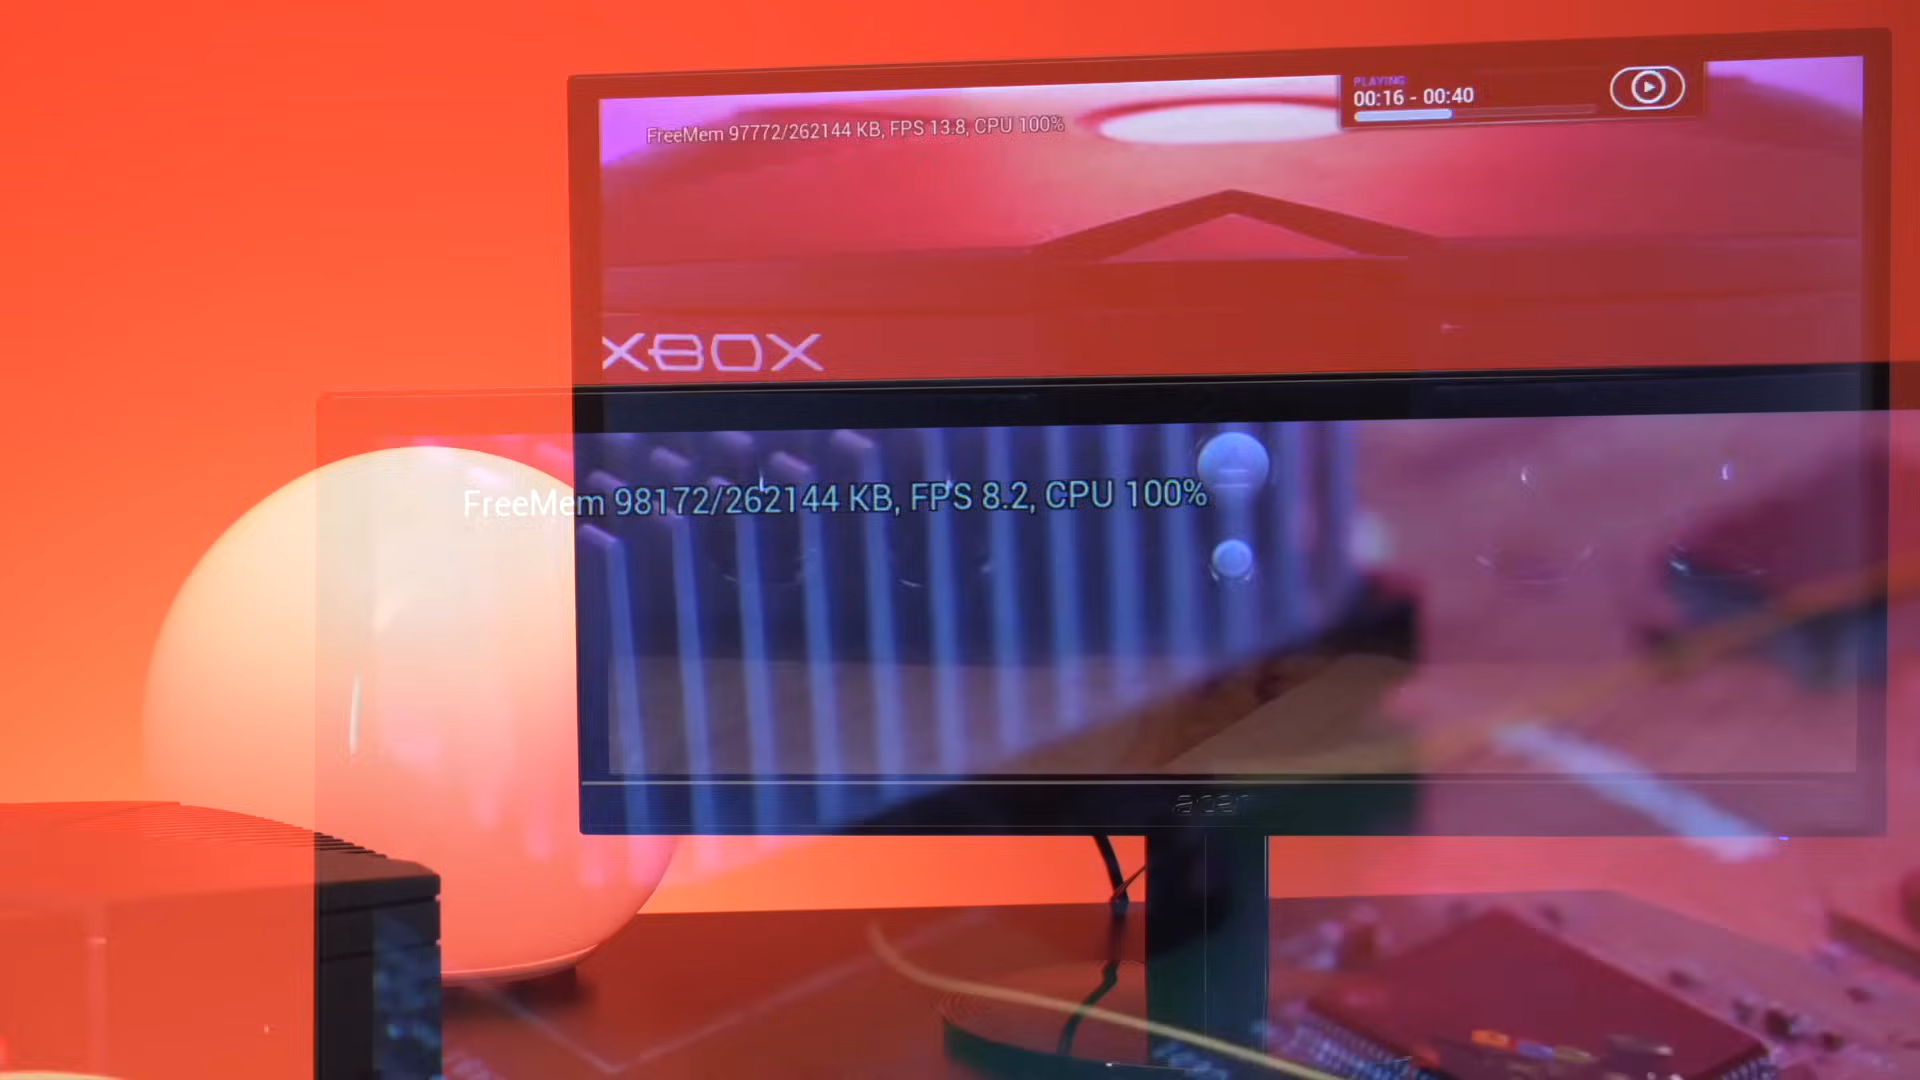 PLAYING
00:16 - 00:40
FreeMem 97772/262144 KB, FPS 13.8, CPU 100%
XBOX
FreeMem 98172/262144 KB, FPS 8.2, CPU 100%
acer